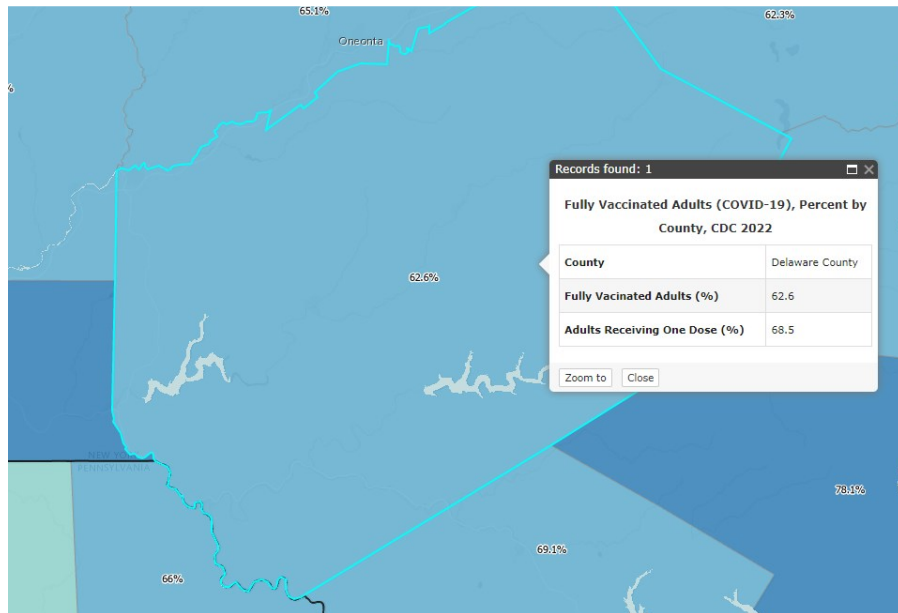 65.1%
62.3%
Oneonta
%
Records found: 1
Fully Vaccinated Adults (COVID-19), Percent by
County, CDC 2022
County Delaware County
62.6%
Fully Vacinated Adults (%) 62.6
Adults Receiving One Dose (%) 68.5
Zoom to Close
NEW YORK
PENNSYLVANIA
78.1%
69.1%
66%